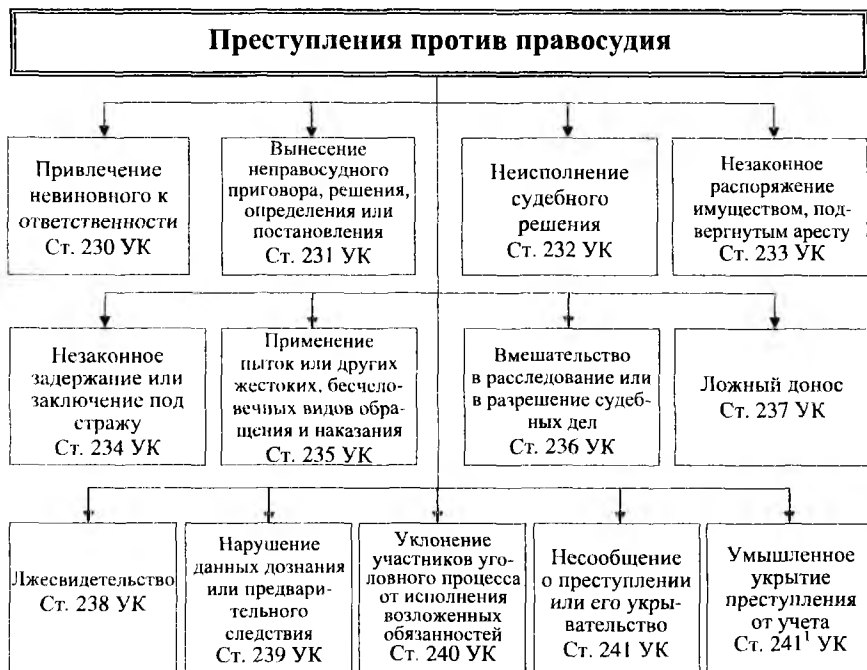 Преступления против правосудия
Привлечение
невиновного к
ответственности
Ст. 230 УК
Вынесение
неправосудного
приговора, решения,
определения или
постановления
Ст. 231 УК
Неисполнение
судебного
решения
Ст. 232 УК
Незаконное
распоряжение
имуществом, под-
вергнутым аресту
Ст. 233 УК
Незаконное
задержание или
заключение под
стражу
Ст. 234 УК
Применение
пыток или других
жестоких, бесчело-
вечных видов обра-
щения и наказания
Ст. 235 УК
Вмешательство
в расследование или
в разрешение судеб-
ных дел
Ст. 236 УК
Ложный донос
Ст. 237 УК
Лжесвидетельство
Ст. 238 УК
Нарушение
данных дознания
или предвари-
тельного
следствия
Ст. 239 УК
Уклонение
участников уго-
ловного процесса
от исполнения
возложенных
обязанностей
Ст. 240 УК
Несообщение
о преступлении
или его укры-
вательство
Ст. 241 УК
Умышленное
укрытие
преступления
от учета
Ст. 241¹ УК